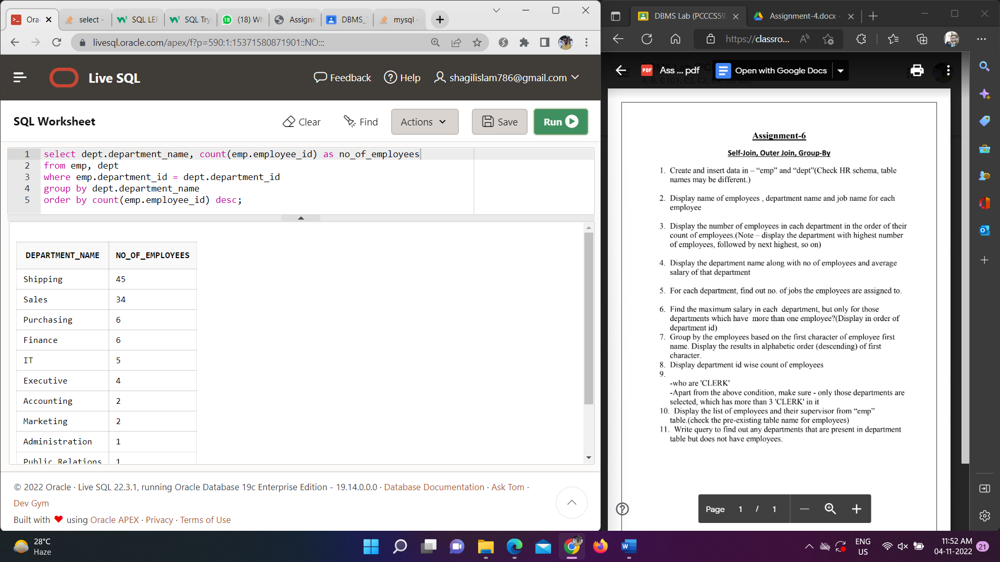 Ora
select -
SQL LEF
SQL Try
(18) Wh
Assignn
DBMS_
mysql -
livesql.oracle.com/apex/f?p=590:1:15371580871901::NO:::
Live SQL
Feedback
Help
shagilislam786@gmail.com
SQL Worksheet
Clear
Find
Actions
Save
Run
1 select dept.department_name, count(emp.employee_id) as no_of_employees
2 from emp, dept
3 where emp.department_id = dept.department_id
4 group by dept.department_name
5 order by count(emp.employee_id) desc;
DEPARTMENT_NAME NO_OF_EMPLOYEES
Shipping 45
Sales 34
Purchasing 6
Finance 6
IT 5
Executive 4
Accounting 2
Marketing 2
Administration 1
Public Relations 1
© 2022 Oracle · Live SQL 22.3.1, running Oracle Database 19c Enterprise Edition - 19.14.0.0.0 · Database Documentation · Ask Tom ·
Dev Gym
Built with ♥ using Oracle APEX · Privacy · Terms of Use
DBMS Lab (PCCCS59
Assignment-4.docx -
https://classro...
PDF Ass ... pdf
Open with Google Docs
Assignment-6
Self-Join, Outer Join, Group-By
1. Create and insert data in – “emp” and “dept”(Check HR schema, table
names may be different.)
2. Display name of employees , department name and job name for each
employee
3. Display the number of employees in each department in the order of their
count of employees.(Note – display the department with highest number
of employees, followed by next highest, so on)
4. Display the department name along with no of employees and average
salary of that department
5. For each department, find out no. of jobs the employees are assigned to.
6. Find the maximum salary in each department, but only for those
departments which have more than one employee?(Display in order of
department id)
7. Group by the employees based on the first character of employee first
name. Display the results in alphabetic order (descending) of first
character.
8. Display department id wise count of employees
9.
-who are 'CLERK'
-Apart from the above condition, make sure - only those departments are
selected, which has more than 3 'CLERK' in it
10. Display the list of employees and their supervisor from “emp”
table.(check the pre-existing table name for employees)
11. Write query to find out any departments that are present in department
table but does not have employees.
Page 1 / 1
28°C
Haze
ENG
US
11:52 AM
04-11-2022
21